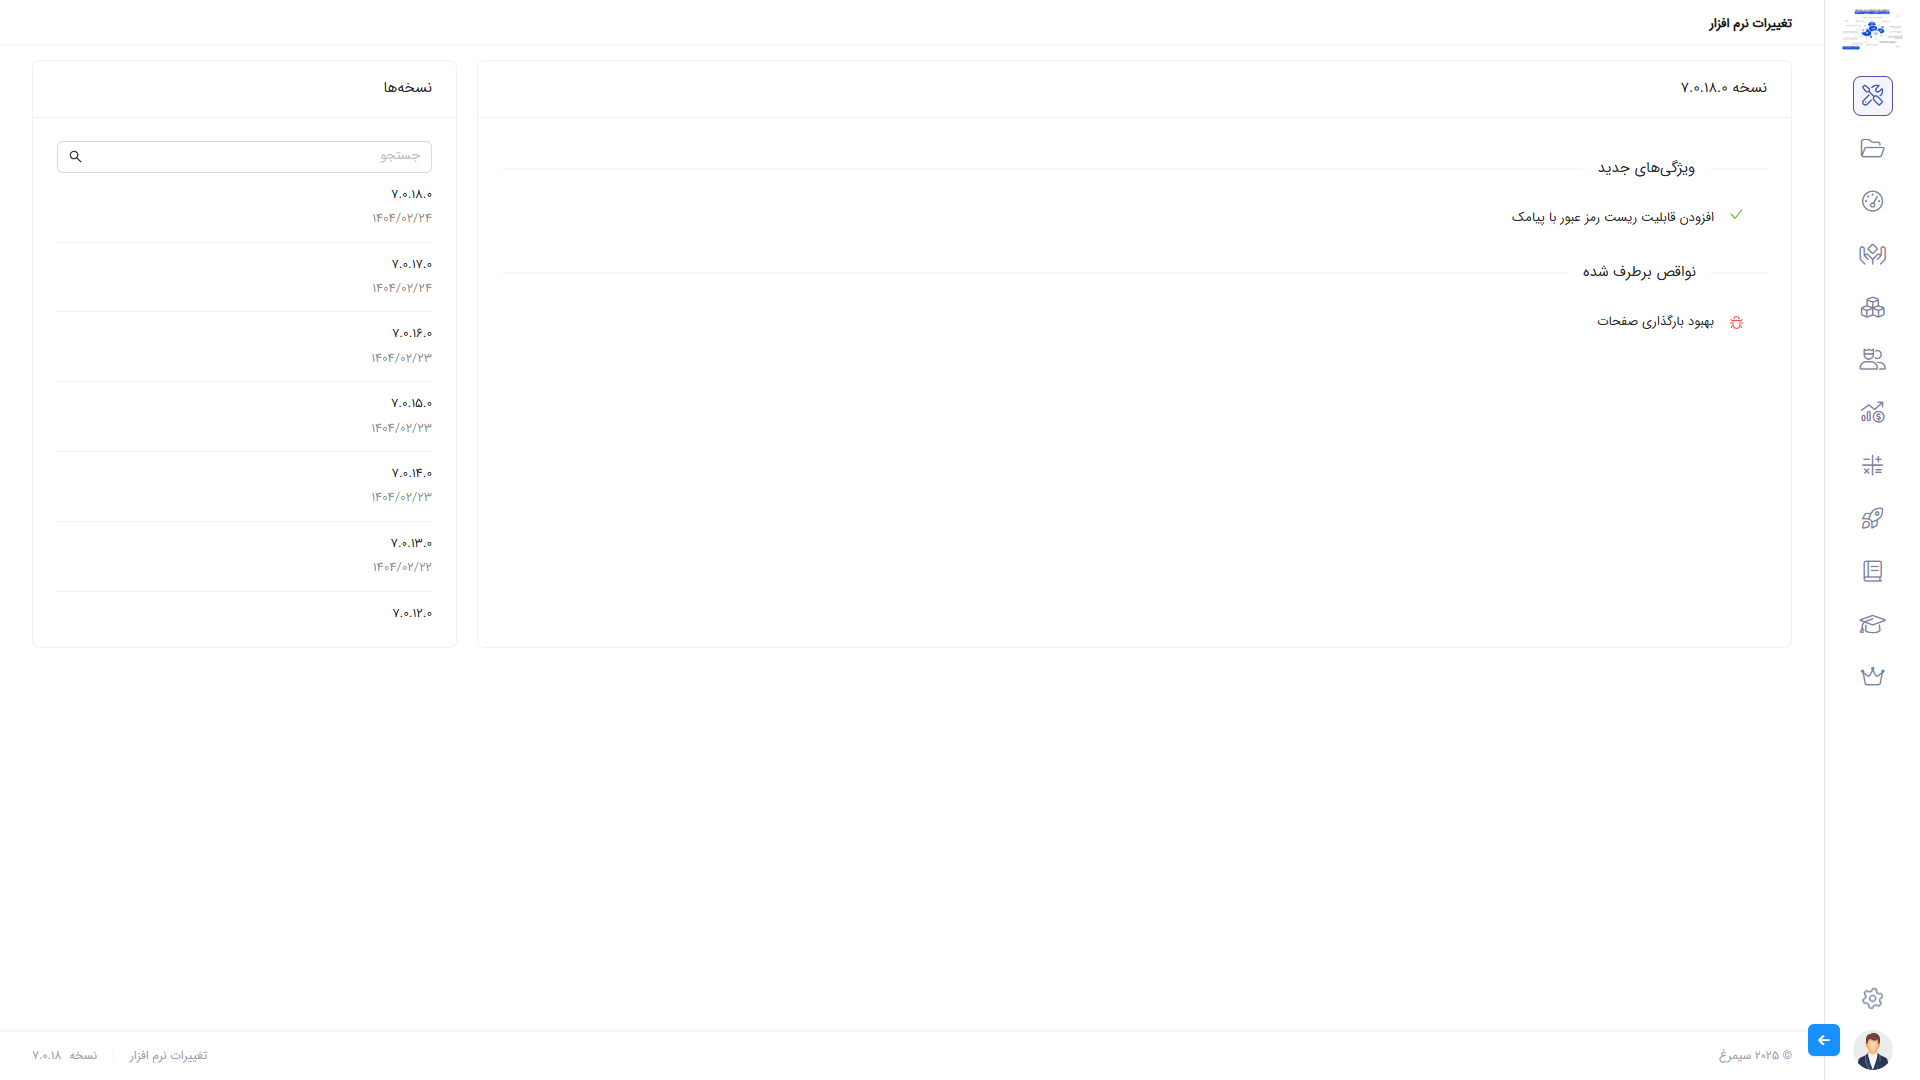 تغییرات نرم افزار
نسخه ۷.۰.۱۸.۰
ویژگی‌های جدید
افزودن قابلیت ریست رمز عبور با پیامک
نواقص برطرف شده
بهبود بارگذاری صفحات
نسخه‌ها
جستجو
۷.۰.۱۸.۰
۱۴۰۴/۰۲/۲۴
۷.۰.۱۷.۰
۱۴۰۴/۰۲/۲۴
۷.۰.۱۶.۰
۱۴۰۴/۰۲/۲۳
۷.۰.۱۵.۰
۱۴۰۴/۰۲/۲۳
۷.۰.۱۴.۰
۱۴۰۴/۰۲/۲۳
۷.۰.۱۳.۰
۱۴۰۴/۰۲/۲۲
۷.۰.۱۲.۰
© ۲۰۲۵ سیمرغ
تغییرات نرم افزار
نسخه ۷.۰.۱۸